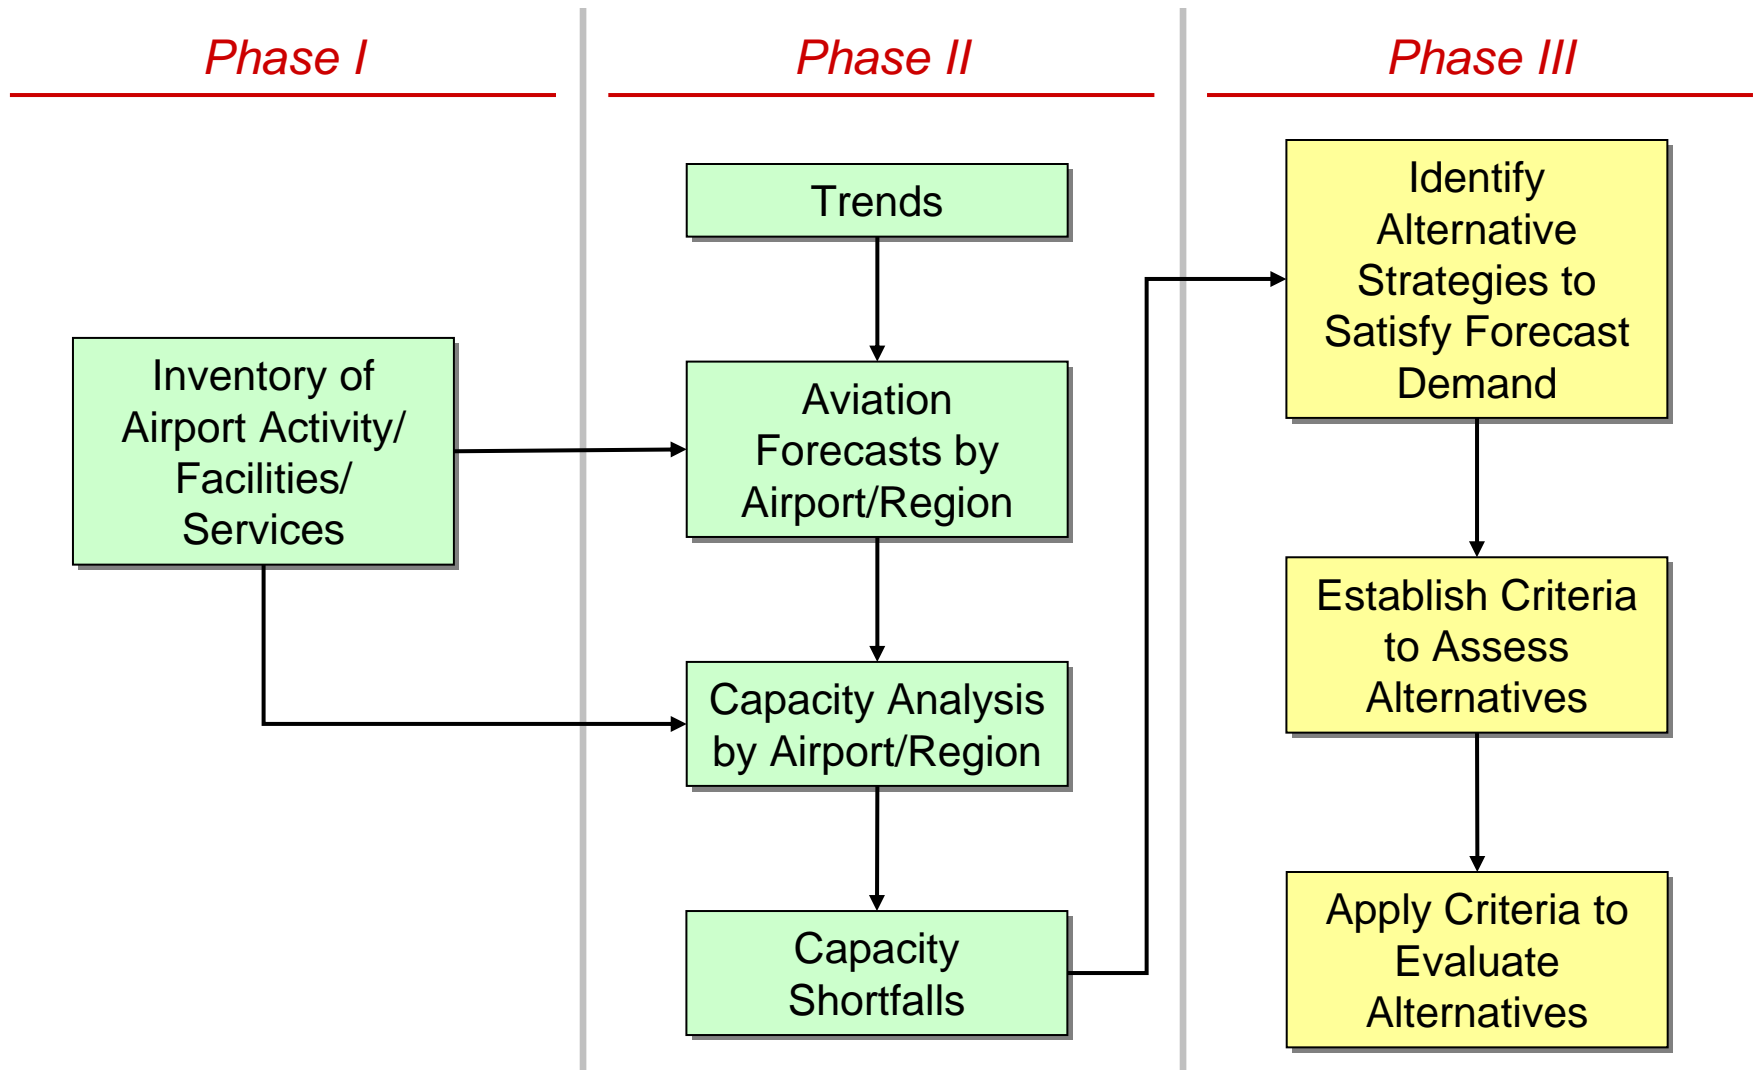 Phase I
Phase II
Phase III
Inventory of
Airport Activity/
Facilities/
Services
Trends
Aviation
Forecasts by
Airport/Region
Capacity Analysis
by Airport/Region
Capacity
Shortfalls
Identify
Alternative
Strategies to
Satisfy Forecast
Demand
Establish Criteria
to Assess
Alternatives
Apply Criteria to
Evaluate
Alternatives